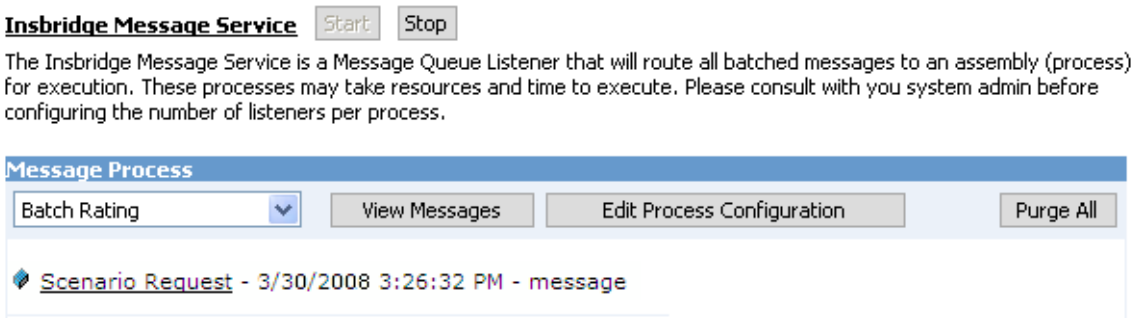 Insbridge Message Service Start Stop
The Insbridge Message Service is a Message Queue Listener that will route all batched messages to an assembly (process)
for execution. These processes may take resources and time to execute. Please consult with you system admin before
configuring the number of listeners per process.
Message Process
Batch Rating View Messages Edit Process Configuration Purge All
Scenario Request - 3/30/2008 3:26:32 PM - message